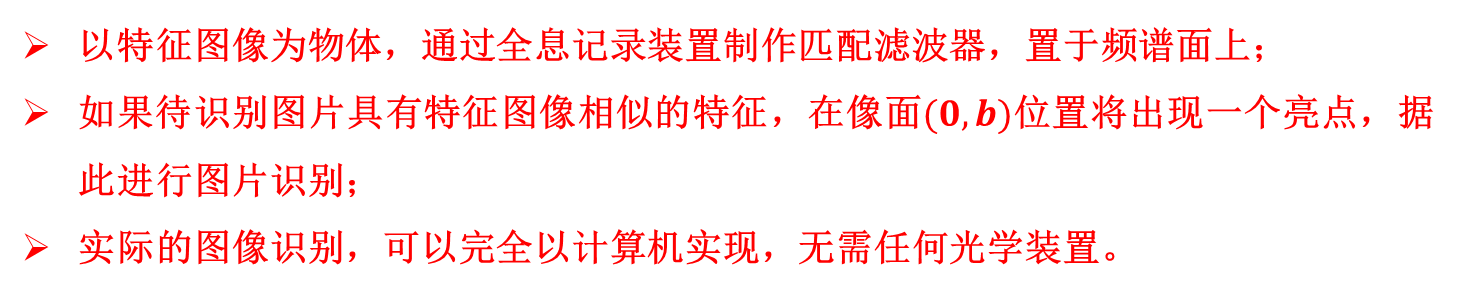 ➢ 以特征图像为物体，通过全息记录装置制作匹配滤波器，置于频谱面上；
➢ 如果待识别图片具有特征图像相似的特征，在像面(0,b)位置将出现一个亮点，据
此进行图片识别；
➢ 实际的图像识别，可以完全以计算机实现，无需任何光学装置。